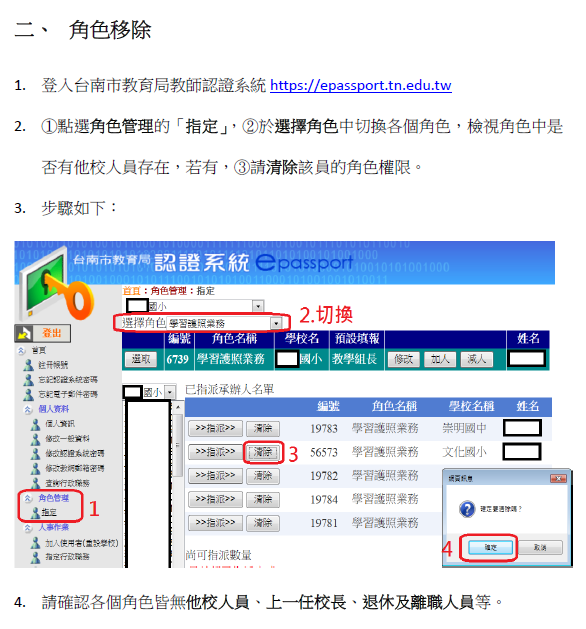 二、 角色移除
1. 登入台南市教育局教師認證系統 https://epassport.tn.edu.tw
2. ①點選角色管理的「指定」，②於選擇角色中切換各個角色，檢視角色中是
否有他校人員存在，若有，③請清除該員的角色權限。
3. 步驟如下：
台南市教育局 認證系統 epassport
首頁：角色管理：指定
國小
選擇角色 學習護照業務
2.切換
編號 角色名稱 學校名 預設填報 姓名
選取 6739 學習護照業務 國小 教學組長 修改 加入 減入
登出
首頁
註冊帳號
忘記認證系統密碼
忘記電子郵件密碼
個人資料
個人資訊
修改一般資料
修改認證系統密碼
修改教網郵箱密碼
查詢行政職務
角色管理
指定
1
人事作業
加入使用者(重設學校)
指定行政職務
國小
已指派承辦人名單
編號 角色名稱 學校名稱 姓名
>>指派>> 清除 19783 學習護照業務 崇明國中
>>指派>> 清除 3 56573 學習護照業務 文化國小
>>指派>> 清除 19782 學習護照業務
>>指派>> 清除 19784 學習護照業務
>>指派>> 清除 19781 學習護照業務
尚可指派數量
網頁訊息
確定要清除嗎？
4 確定 取消
4. 請確認各個角色皆無他校人員、上一任校長、退休及離職人員等。